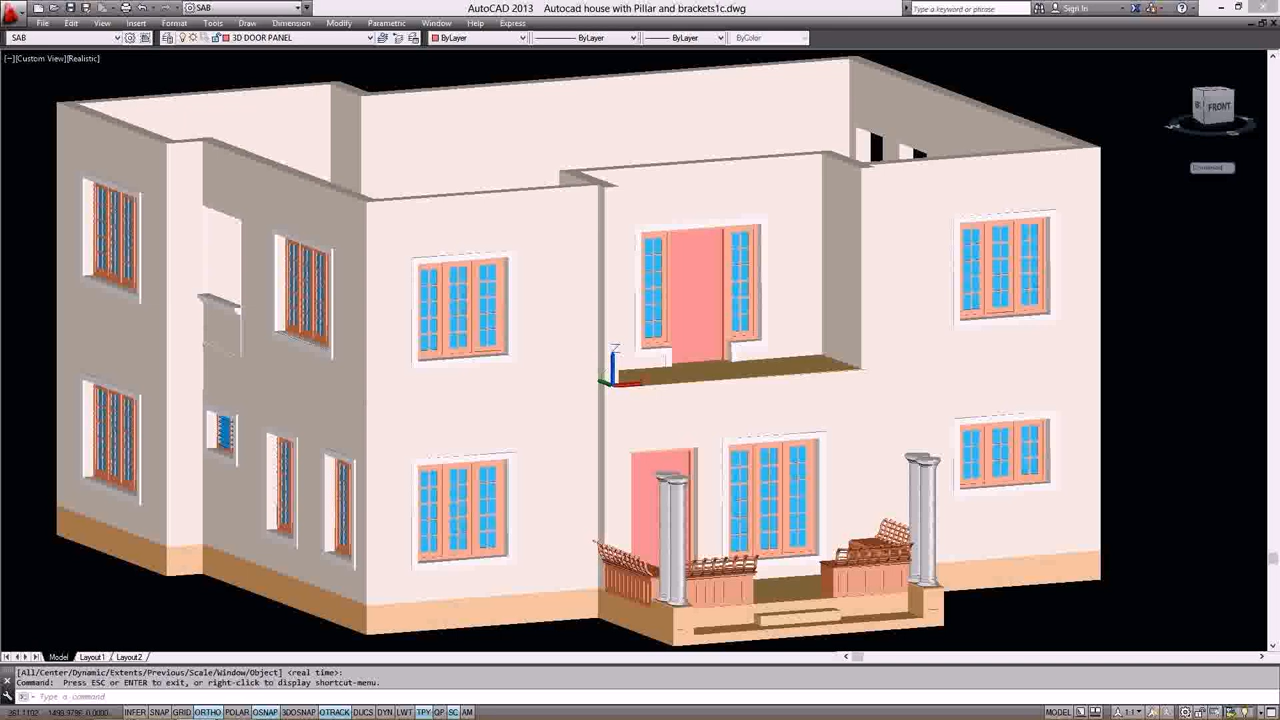 SAB
AutoCAD 2013 Autocad house with Pillar and brackets1c.dwg
Type a keyword or phrase
Sign In
File Edit View Insert Format Tools Draw Dimension Modify Parametric Window Help Express
SAB
3D DOOR PANEL
ByLayer
ByLayer
ByLayer
ByColor
[−][Custom View][Realistic]
FRONT
Z
Model Layout1 Layout2
[All/Center/Dynamic/Extents/Previous/Scale/Window/Object] <real time>:
Command: Press ESC or ENTER to exit, or right-click to display shortcut-menu.
Type a command
INFER SNAP GRID ORTHO POLAR OSNAP 3DOSNAP OTRACK DUCS DYN LWT TPY QP SC AM
MODEL
1:1